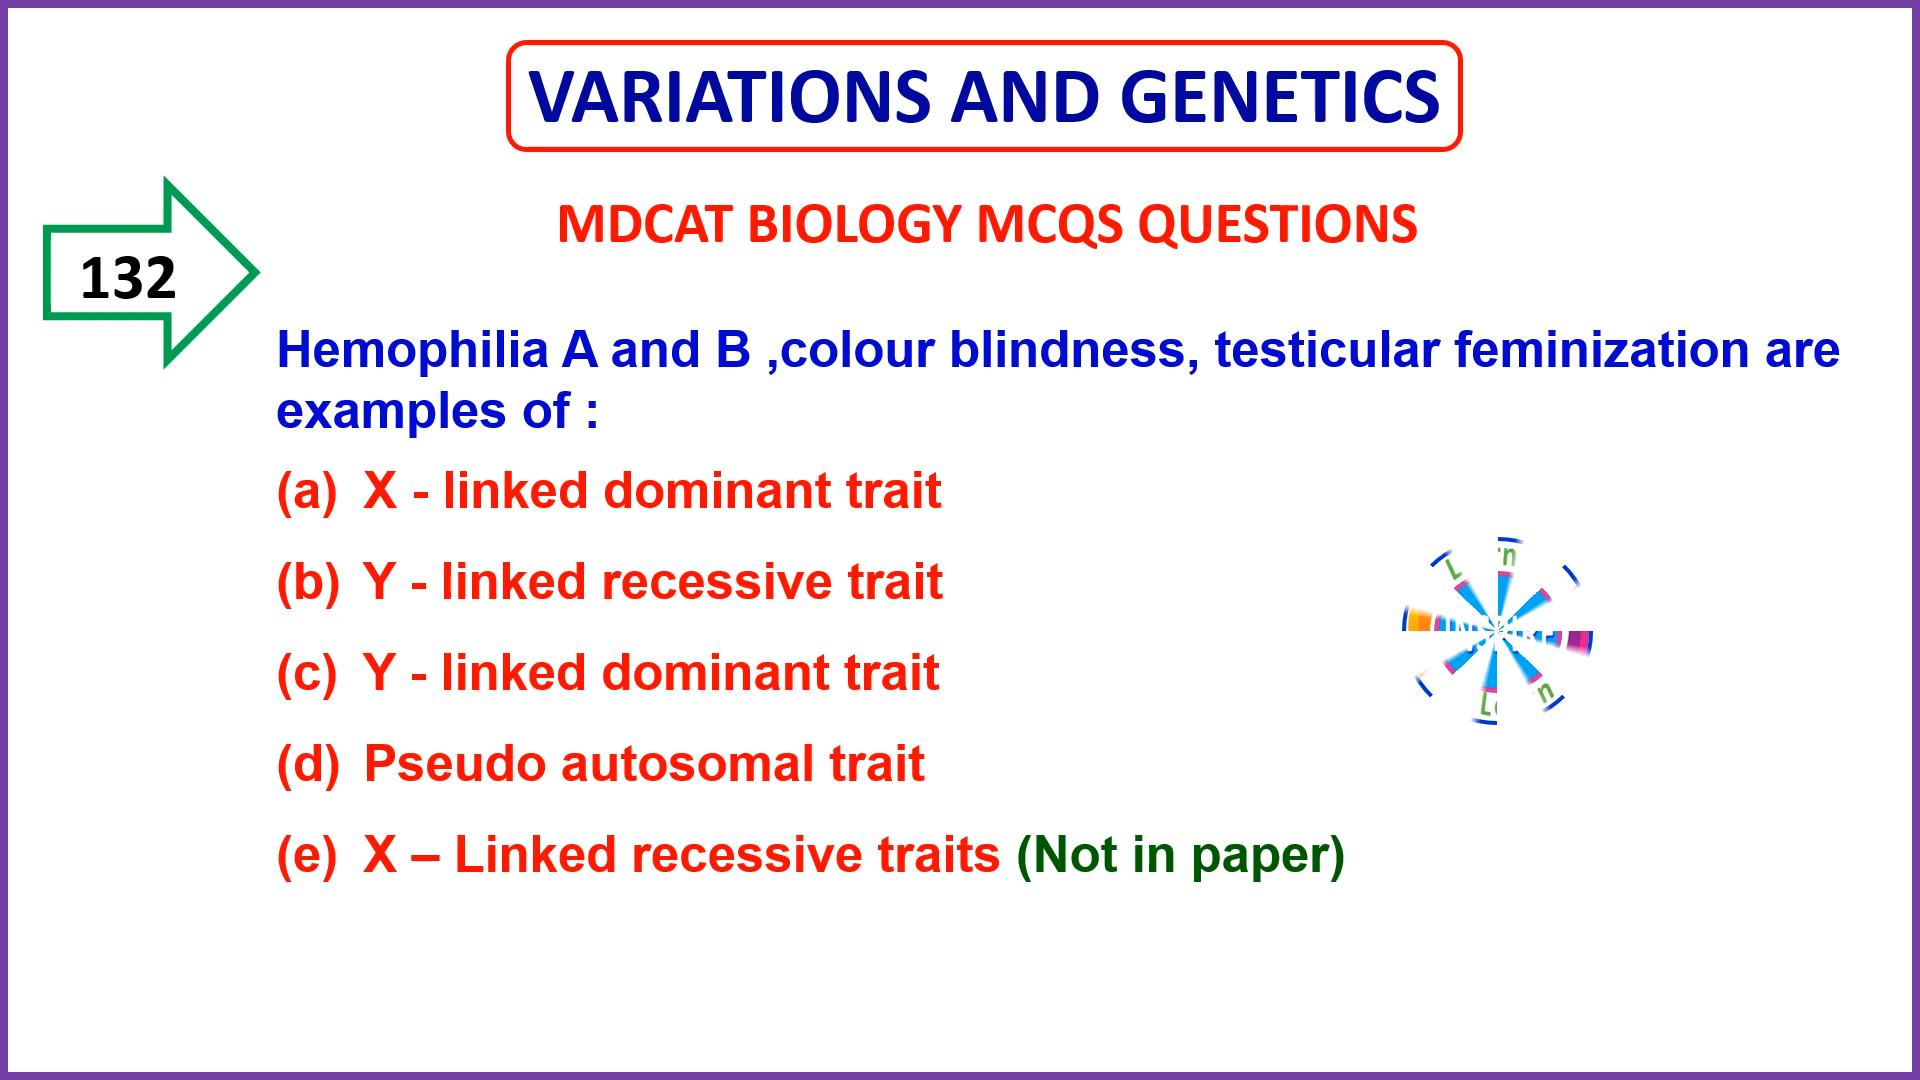 VARIATIONS AND GENETICS
MDCAT BIOLOGY MCQS QUESTIONS
132
Hemophilia A and B ,colour blindness, testicular feminization are
examples of :
(a) X - linked dominant trait
(b) Y - linked recessive trait
(c) Y - linked dominant trait
(d) Pseudo autosomal trait
(e) X – Linked recessive traits (Not in paper)